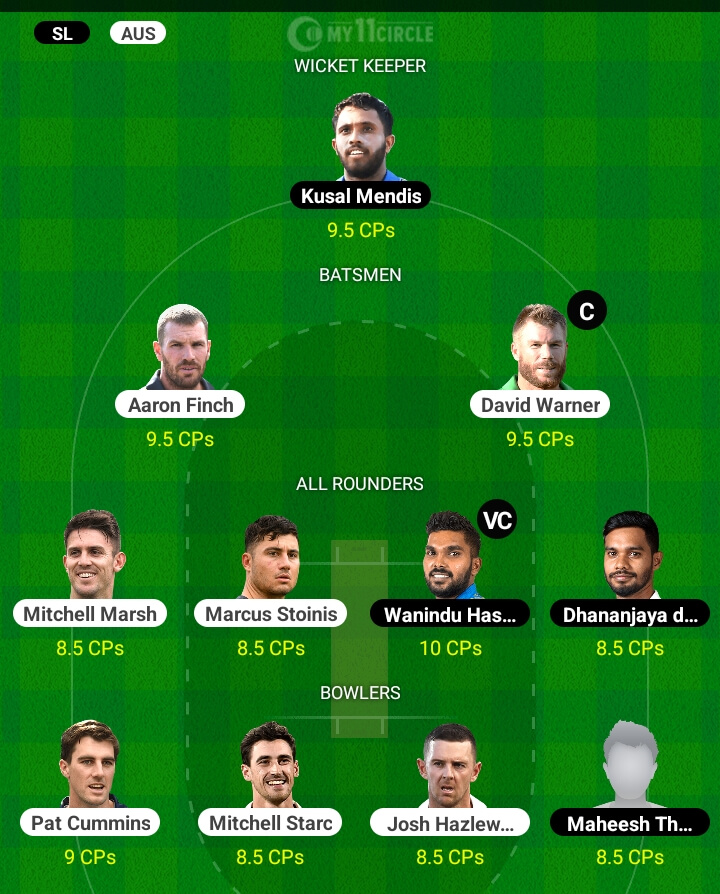 SL AUS MY11CIRCLE
WICKET KEEPER
Kusal Mendis
9.5 CPs
BATSMEN
C
Aaron Finch David Warner
9.5 CPs 9.5 CPs
ALL ROUNDERS
VC
Mitchell Marsh Marcus Stoinis Wanindu Has... Dhananjaya d...
8.5 CPs 8.5 CPs 10 CPs 8.5 CPs
BOWLERS
Pat Cummins Mitchell Starc Josh Hazlew... Maheesh Th...
9 CPs 8.5 CPs 8.5 CPs 8.5 CPs